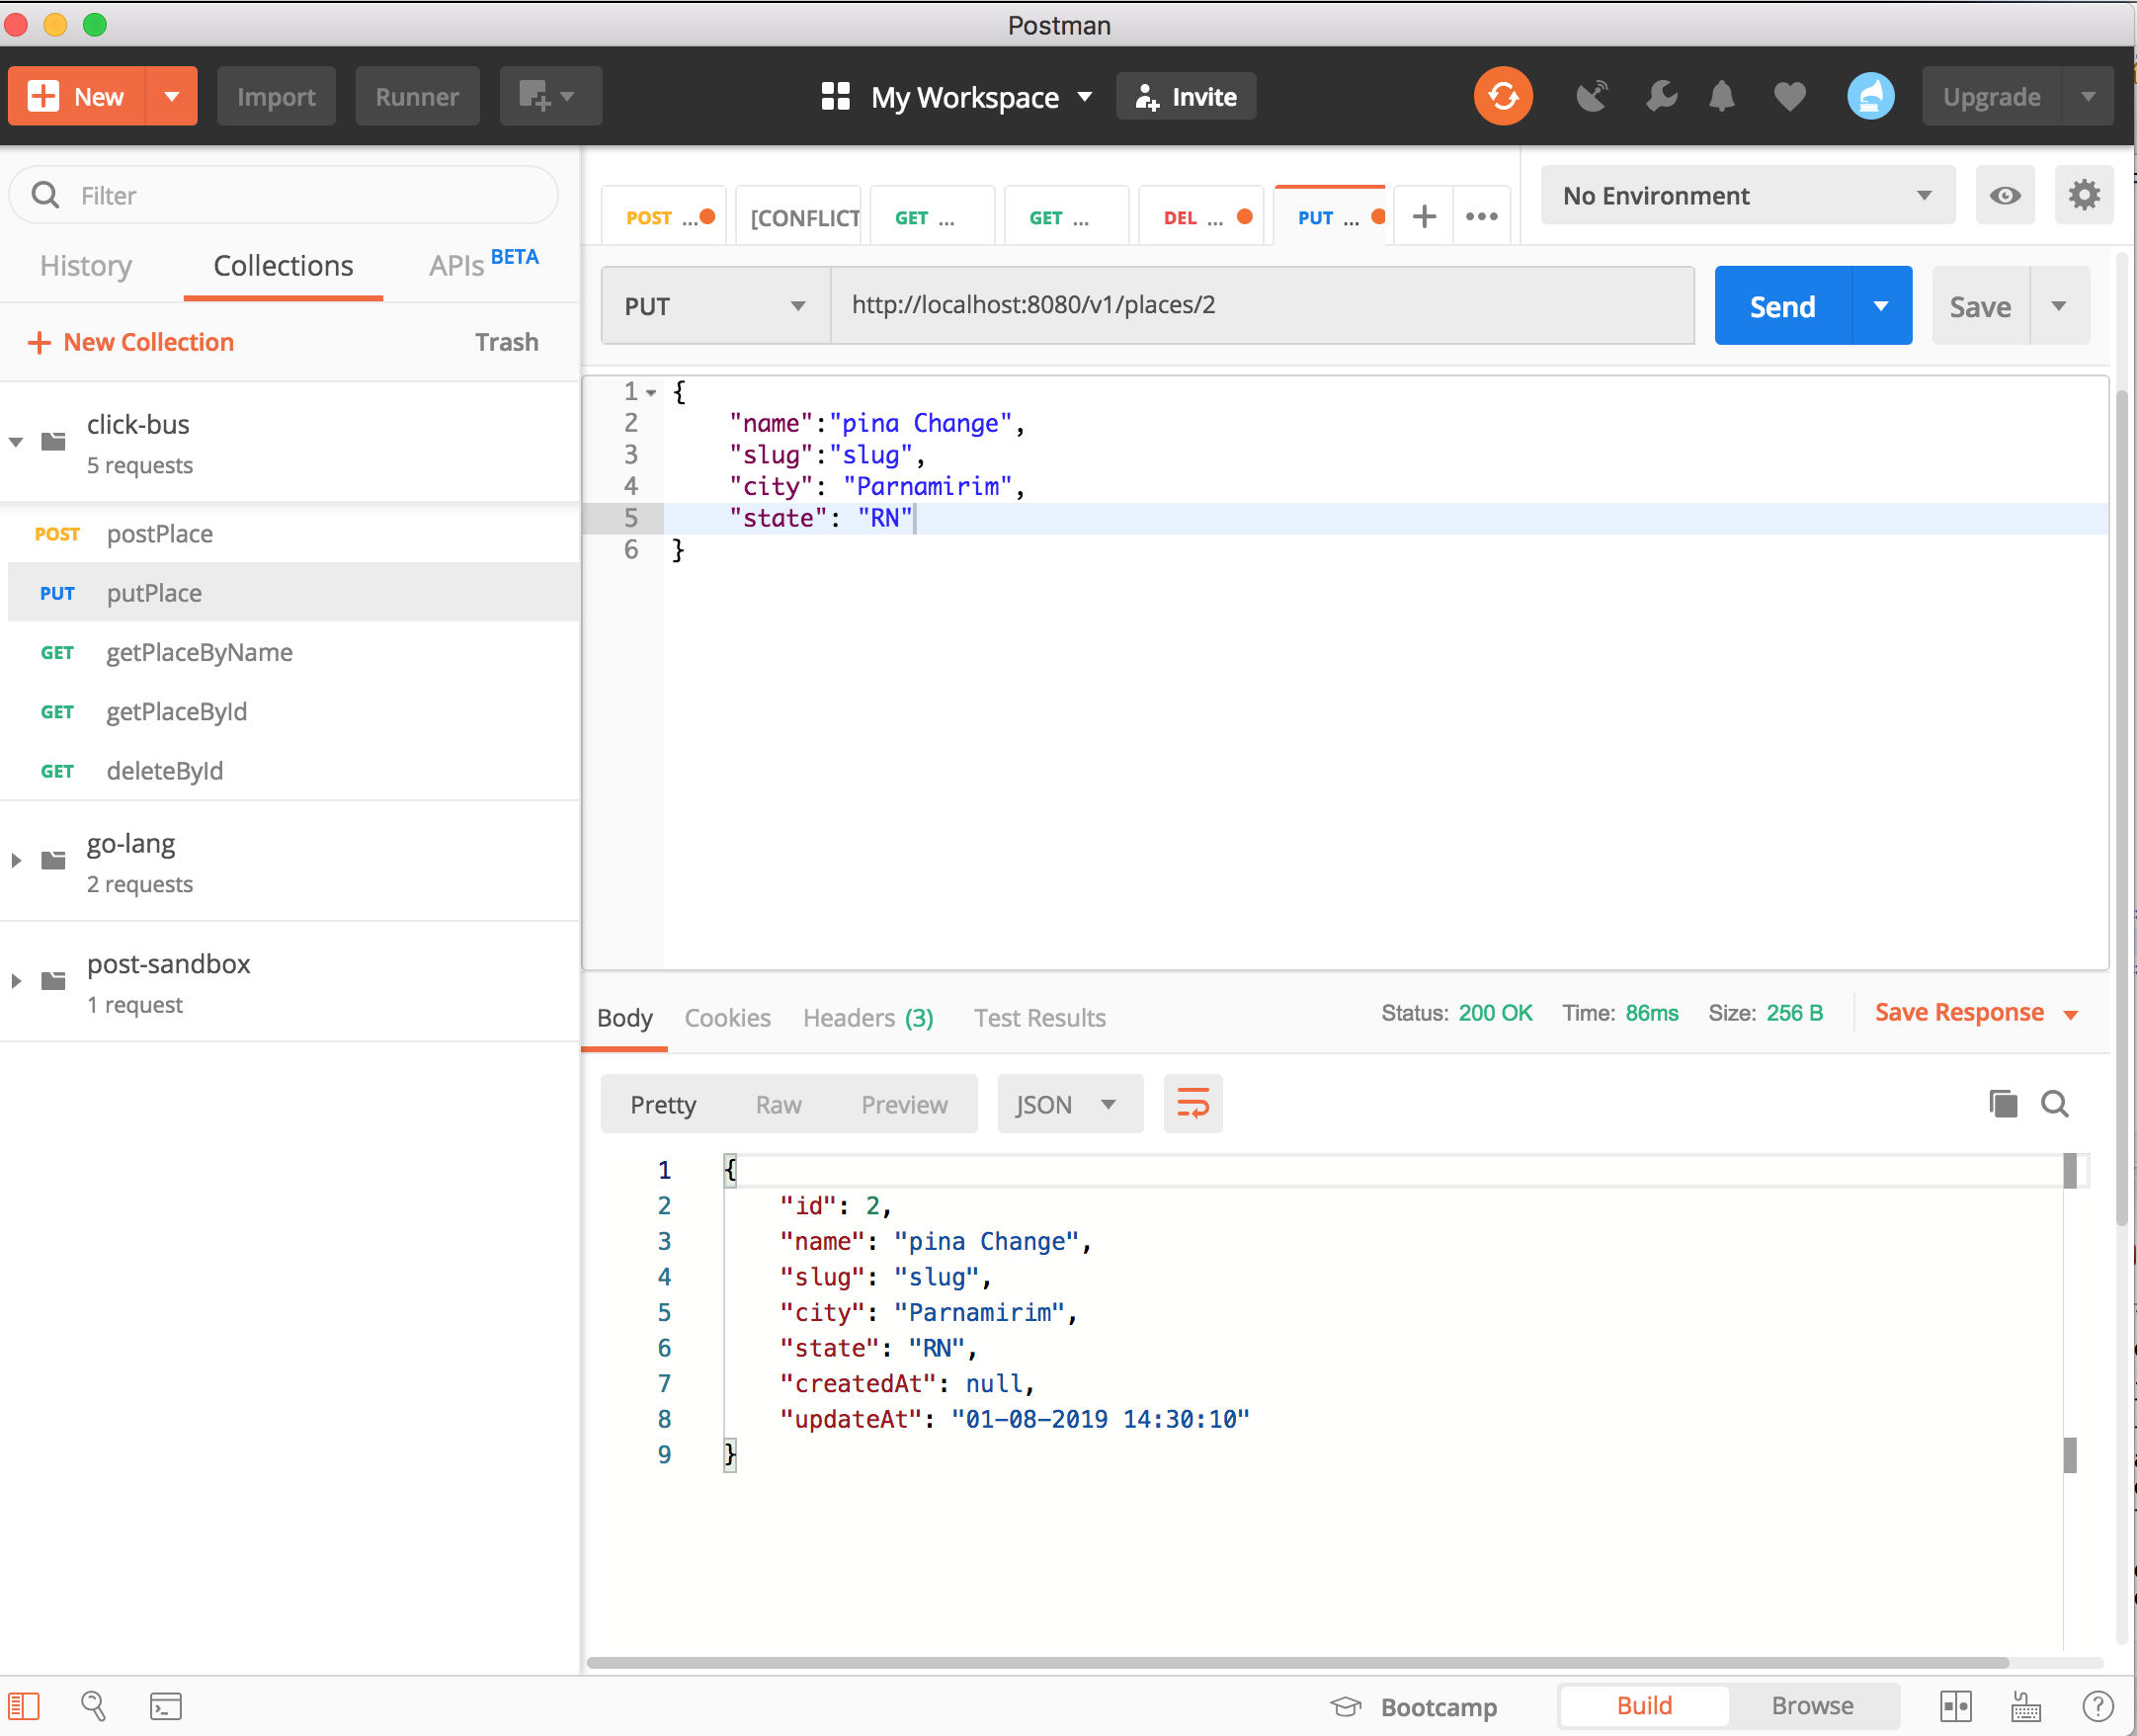 Postman
New
Import
Runner
My Workspace
Invite
Upgrade
Filter
History
Collections
APIs BETA
New Collection
Trash
click-bus
5 requests
POST postPlace
PUT putPlace
GET getPlaceByName
GET getPlaceById
GET deleteById
go-lang
2 requests
post-sandbox
1 request
POST ...
[CONFLICT
GET ...
GET ...
DEL ...
PUT ...
No Environment
PUT
http://localhost:8080/v1/places/2
Send
Save
1 {
2 "name":"pina Change",
3 "slug":"slug",
4 "city": "Parnamirim",
5 "state": "RN"
6 }
Body
Cookies
Headers (3)
Test Results
Status: 200 OK
Time: 86ms
Size: 256 B
Save Response
Pretty
Raw
Preview
JSON
1 {
2 "id": 2,
3 "name": "pina Change",
4 "slug": "slug",
5 "city": "Parnamirim",
6 "state": "RN",
7 "createdAt": null,
8 "updateAt": "01-08-2019 14:30:10"
9 }
Bootcamp
Build
Browse